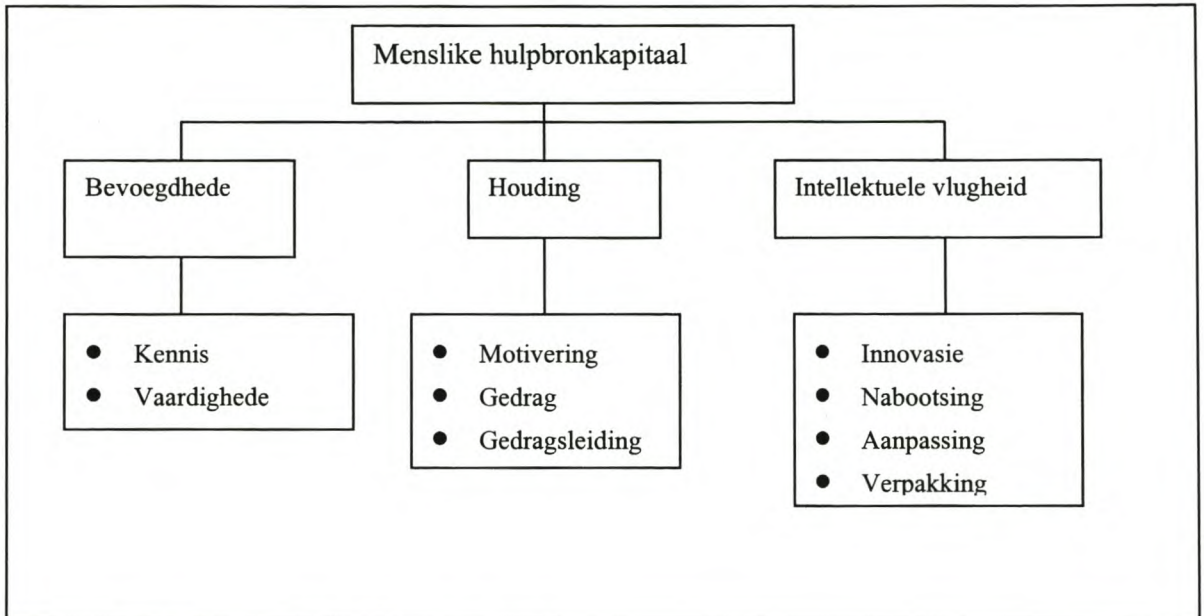 Menslike hulpbronkapitaal
Bevoegdhede
Houding
Intellektuele vlugheid
● Kennis
● Vaardighede
● Motivering
● Gedrag
● Gedragsleiding
● Innovasie
● Nabootsing
● Aanpassing
● Verpakking